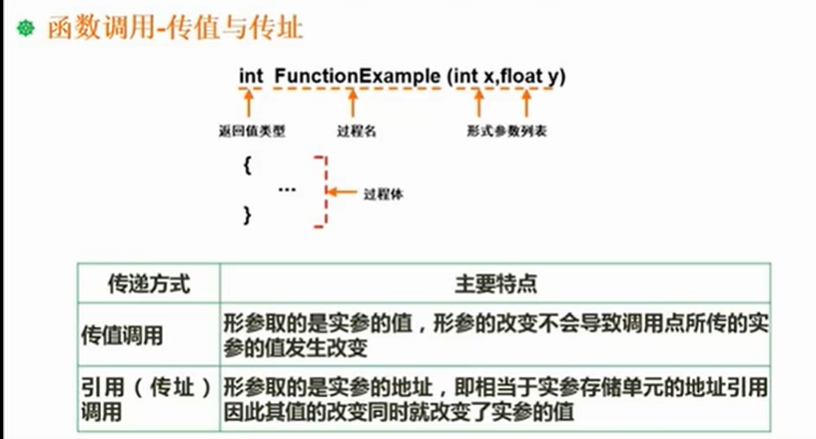 函数调用-传值与传址
int FunctionExample (int x,float y)
返回值类型 过程名 形式参数列表
{
... 过程体
}
传递方式 主要特点
传值调用 形参取的是实参的值，形参的改变不会导致调用点所传的实
参的值发生改变
引用（传址） 形参取的是实参的地址，即相当于实参存储单元的地址引用
调用 因此其值的改变同时就改变了实参的值